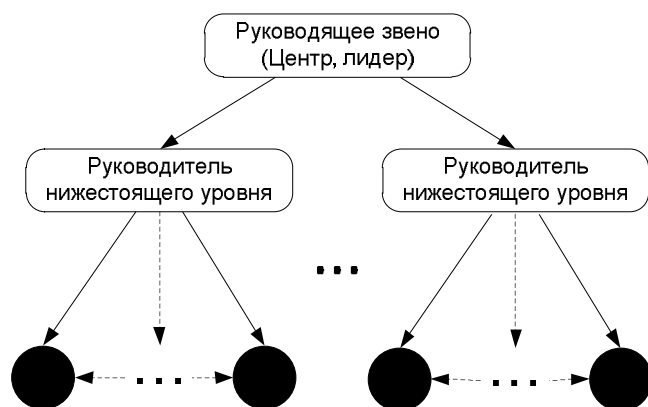 Руководящее звено
(Центр, лидер)
Руководитель
нижестоящего уровня
Руководитель
нижестоящего уровня
...
...
...